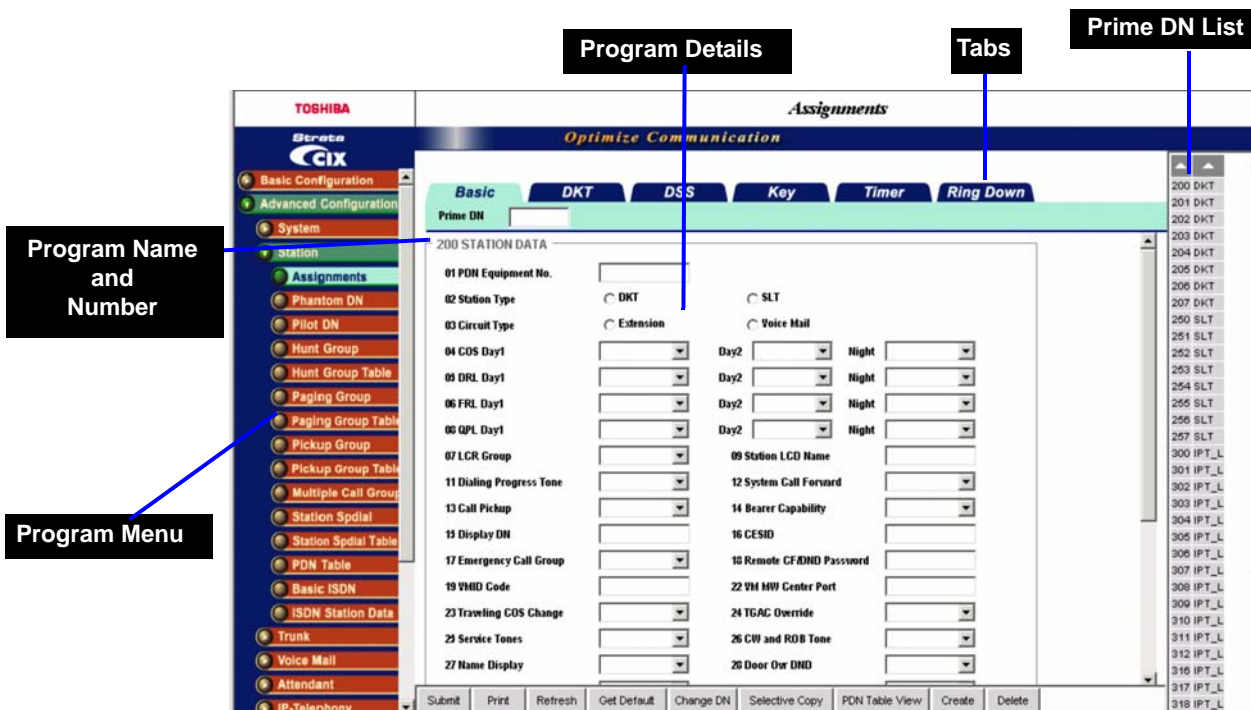 Prime DN List
Program Details
Tabs
TOSHIBA
Assignments
Strata
CIX
Optimize Communication
Basic Configuration
Advanced Configuration
System
Station
Assignments
Phantom DN
Pilot DN
Hunt Group
Hunt Group Table
Paging Group
Paging Group Table
Pickup Group
Pickup Group Table
Multiple Call Group
Station Spdial
Station Spdial Table
PDN Table
Basic ISDN
ISDN Station Data
Trunk
Voice Mail
Attendant
IP-Telephony
Program Name
and
Number
Program Menu
Basic DKT DSS Key Timer Ring Down
Prime DN
200 STATION DATA
01 PDN Equipment No.
02 Station Type DKT SLT
03 Circuit Type Extension Voice Mail
04 COS Day1 Day2 Night
05 DRL Day1 Day2 Night
06 FRL Day1 Day2 Night
08 QPL Day1 Day2 Night
07 LCR Group 09 Station LCD Name
11 Dialing Progress Tone 12 System Call Forward
13 Call Pickup 14 Bearer Capability
15 Display DN 16 CESID
17 Emergency Call Group 18 Remote CF/DND Password
19 VMID Code 22 VM MW Center Port
23 Traveling COS Change 24 TGAC Override
25 Service Tones 26 CW and ROB Tone
27 Name Display 28 Door Ovr DND
Submit Print Refresh Get Default Change DN Selective Copy PDN Table View Create Delete
200 DKT
201 DKT
202 DKT
203 DKT
204 DKT
205 DKT
206 DKT
207 DKT
250 SLT
251 SLT
252 SLT
253 SLT
254 SLT
255 SLT
256 SLT
257 SLT
300 IPT_L
301 IPT_L
302 IPT_L
303 IPT_L
304 IPT_L
305 IPT_L
306 IPT_L
307 IPT_L
308 IPT_L
309 IPT_L
310 IPT_L
311 IPT_L
312 IPT_L
316 IPT_L
317 IPT_L
318 IPT_L